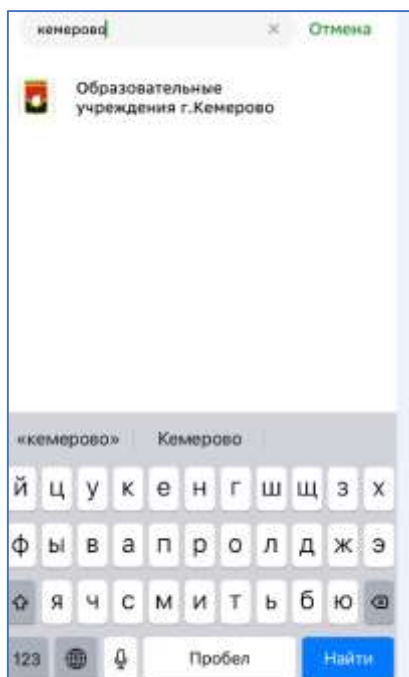 кемерово
Отмена
Образовательные
учреждения г.Кемерово
«кемерово» Кемерово
й ц у к е н г ш щ з х
ф ы в а п р о л д ж э
я ч с м и т ь б ю
123 Пробел Найти